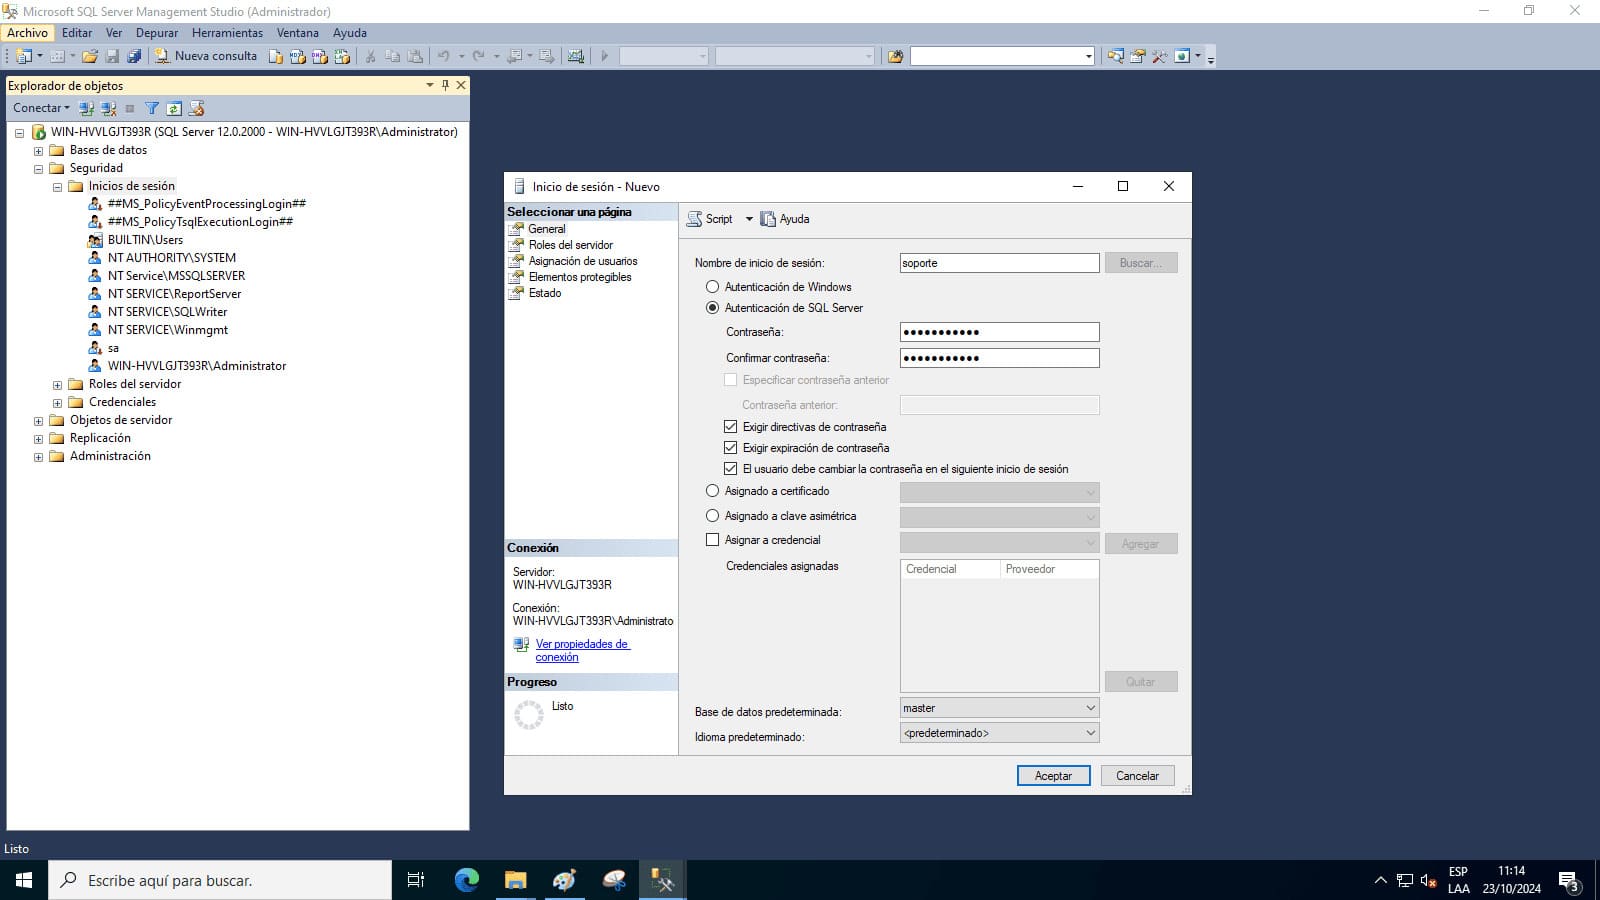 Microsoft SQL Server Management Studio (Administrador)
Archivo Editar Ver Depurar Herramientas Ventana Ayuda
Nueva consulta
Explorador de objetos
Conectar
WIN-HVVLGJT393R (SQL Server 12.0.2000 - WIN-HVVLGJT393R\Administrator)
Bases de datos
Seguridad
Inicios de sesión
##MS_PolicyEventProcessingLogin##
##MS_PolicyTsqlExecutionLogin##
BUILTIN\Users
NT AUTHORITY\SYSTEM
NT Service\MSSQLSERVER
NT SERVICE\ReportServer
NT SERVICE\SQLWriter
NT SERVICE\Winmgmt
sa
WIN-HVVLGJT393R\Administrator
Roles del servidor
Credenciales
Objetos de servidor
Replicación
Administración
Inicio de sesión - Nuevo
Seleccionar una página
General
Roles del servidor
Asignación de usuarios
Elementos protegibles
Estado
Conexión
Servidor:
WIN-HVVLGJT393R
Conexión:
WIN-HVVLGJT393R\Administrato
Ver propiedades de
conexión
Progreso
Listo
Script Ayuda
Nombre de inicio de sesión: soporte Buscar...
Autenticación de Windows
Autenticación de SQL Server
Contraseña: ●●●●●●●●●●●
Confirmar contraseña: ●●●●●●●●●●●
Especificar contraseña anterior
Contraseña anterior:
Exigir directivas de contraseña
Exigir expiración de contraseña
El usuario debe cambiar la contraseña en el siguiente inicio de sesión
Asignado a certificado
Asignado a clave asimétrica
Asignar a credencial Agregar
Credenciales asignadas Credencial Proveedor
Quitar
Base de datos predeterminada: master
Idioma predeterminado: <predeterminado>
Aceptar Cancelar
Listo
Escribe aquí para buscar.
ESP
LAA
11:14
23/10/2024
3